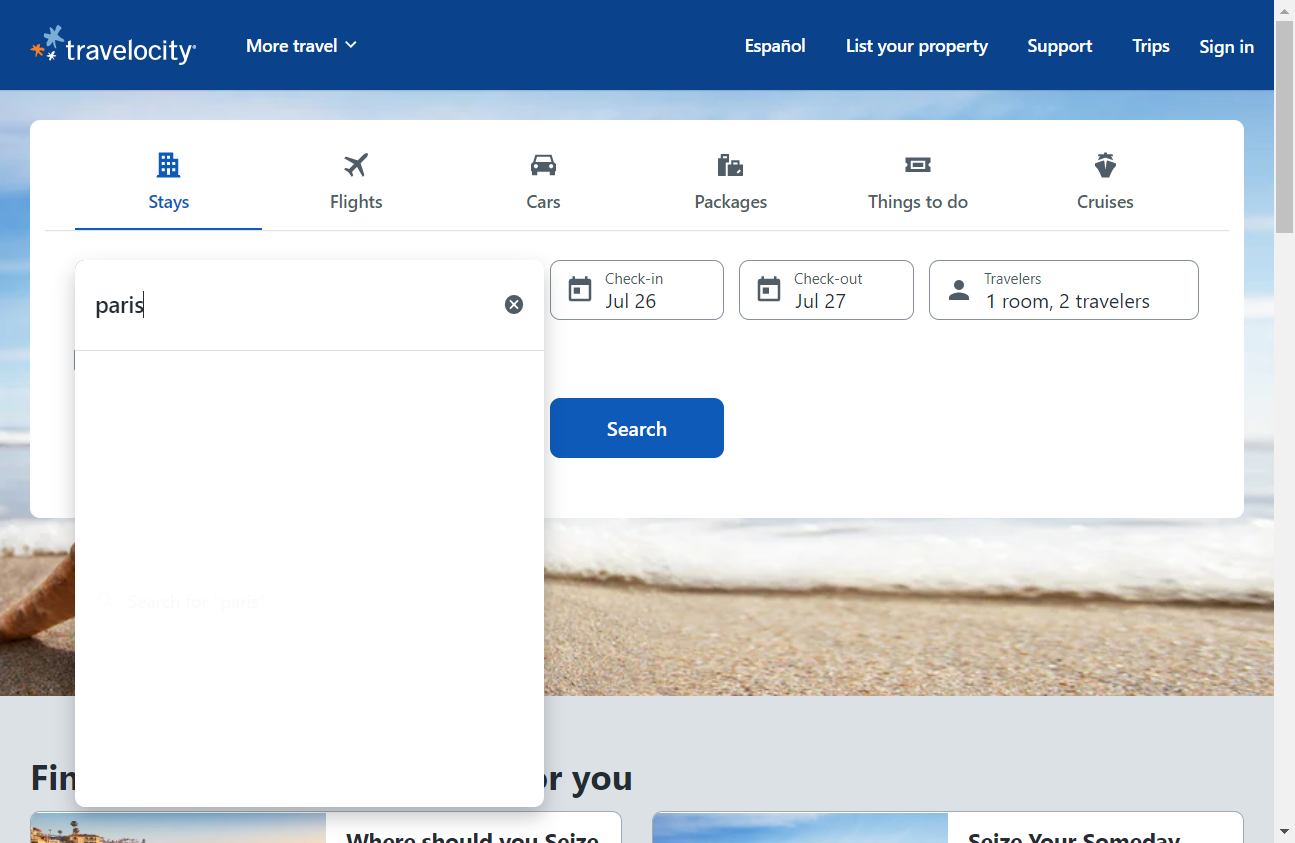 travelocity
More travel
Español
List your property
Support
Trips
Sign in
Stays
Flights
Cars
Packages
Things to do
Cruises
paris
Check-in
Jul 26
Check-out
Jul 27
Travelers
1 room, 2 travelers
Search
Search for "paris"
or you
Where should you Seize
Seize Your Someday